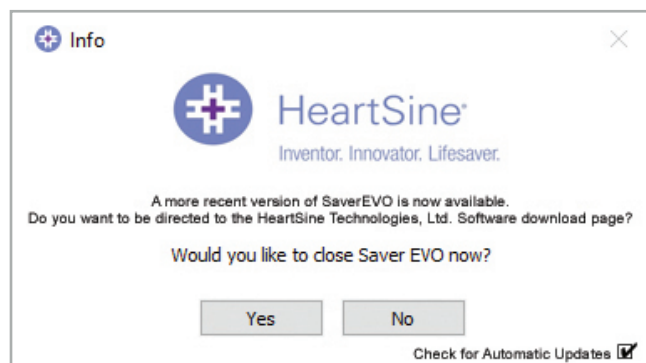 Info
HeartSine®
Inventor. Innovator. Lifesaver.
A more recent version of SaverEVO is now available.
Do you want to be directed to the HeartSine Technologies, Ltd. Software download page?
Would you like to close Saver EVO now?
Yes No
Check for Automatic Updates